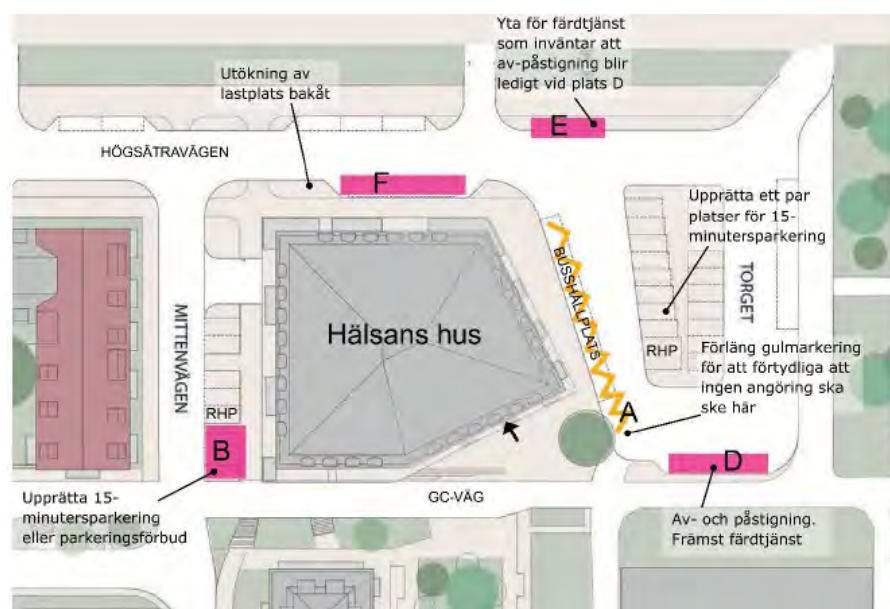 Yta för färdtjänst
som inväntar att
av-påstigning blir
ledigt vid plats D
Utökning av
lastplats bakåt
E
HÖGSÄTRAVÄGEN
F
Upprätta ett par
platser för 15-
minutersparkering
BUSSHÅLLPLATS
TORGET
MITTENVÄGEN
Hälsans hus
RHP
Förläng gulmarkering
för att förtydliga att
ingen angöring ska
ske här
RHP
A
B
D
GC-VÄG
Upprätta 15-
minutersparkering
eller parkeringsförbud
Av- och påstigning.
Främst färdtjänst